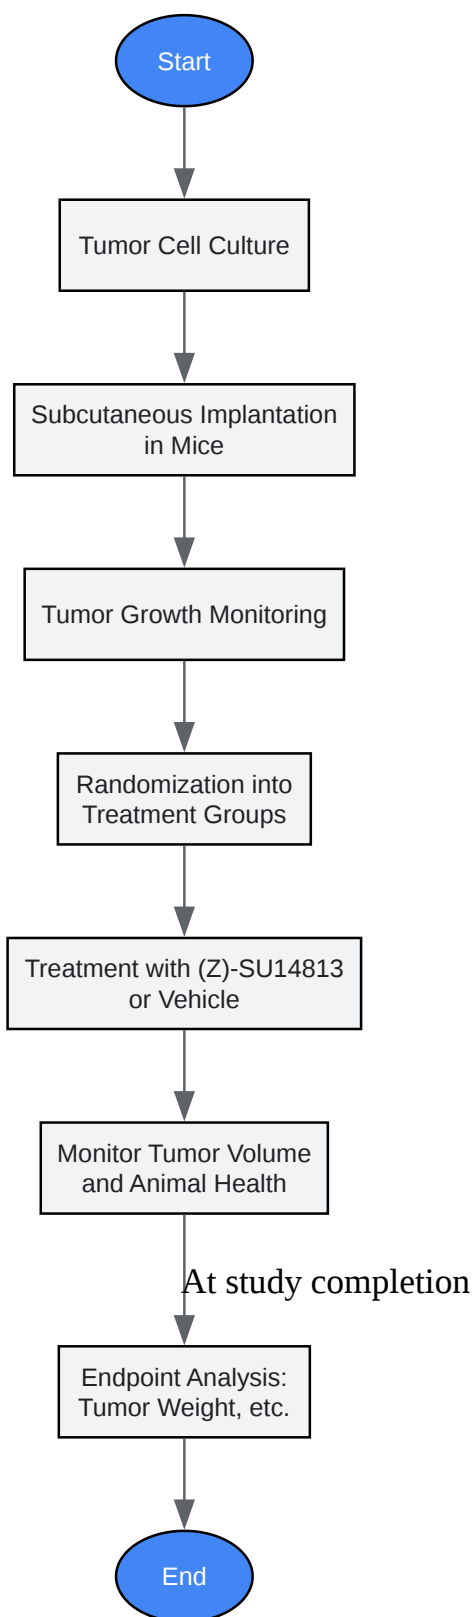 Start
Tumor Cell Culture
Subcutaneous Implantation
in Mice
Tumor Growth Monitoring
Randomization into
Treatment Groups
Treatment with (Z)-SU14813
or Vehicle
Monitor Tumor Volume
and Animal Health
At study completion
Endpoint Analysis:
Tumor Weight, etc.
End